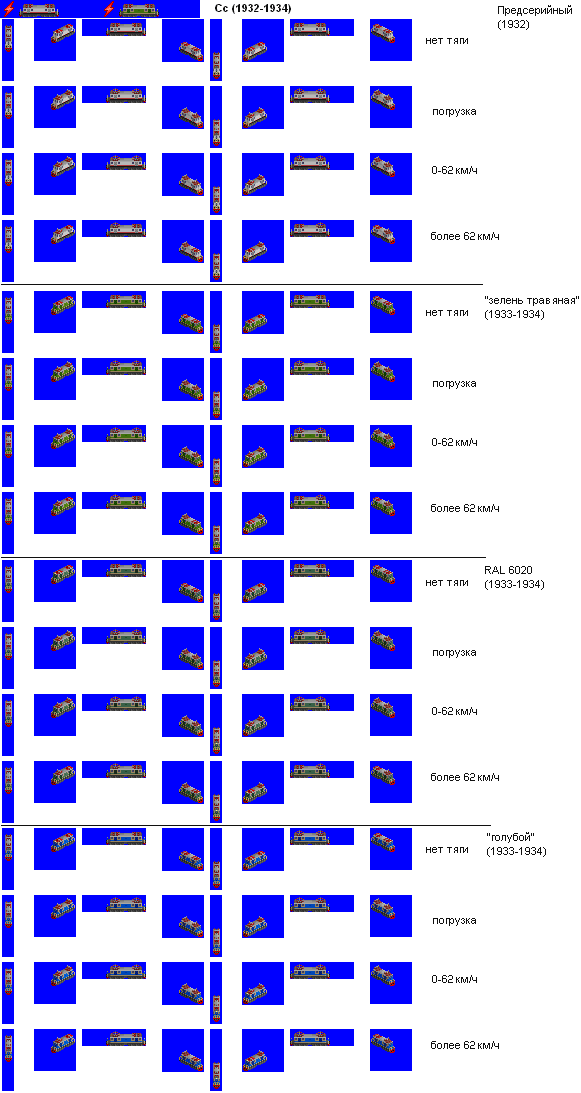 Сс (1932-1934)
Предсерийный
(1932)
нет тяги
погрузка
0-62 км/ч
более 62 км/ч
"зелень травяная"
(1933-1934)
нет тяги
погрузка
0-62 км/ч
более 62 км/ч
RAL 6020
(1933-1934)
нет тяги
погрузка
0-62 км/ч
более 62 км/ч
"голубой"
(1933-1934)
нет тяги
погрузка
0-62 км/ч
более 62 км/ч